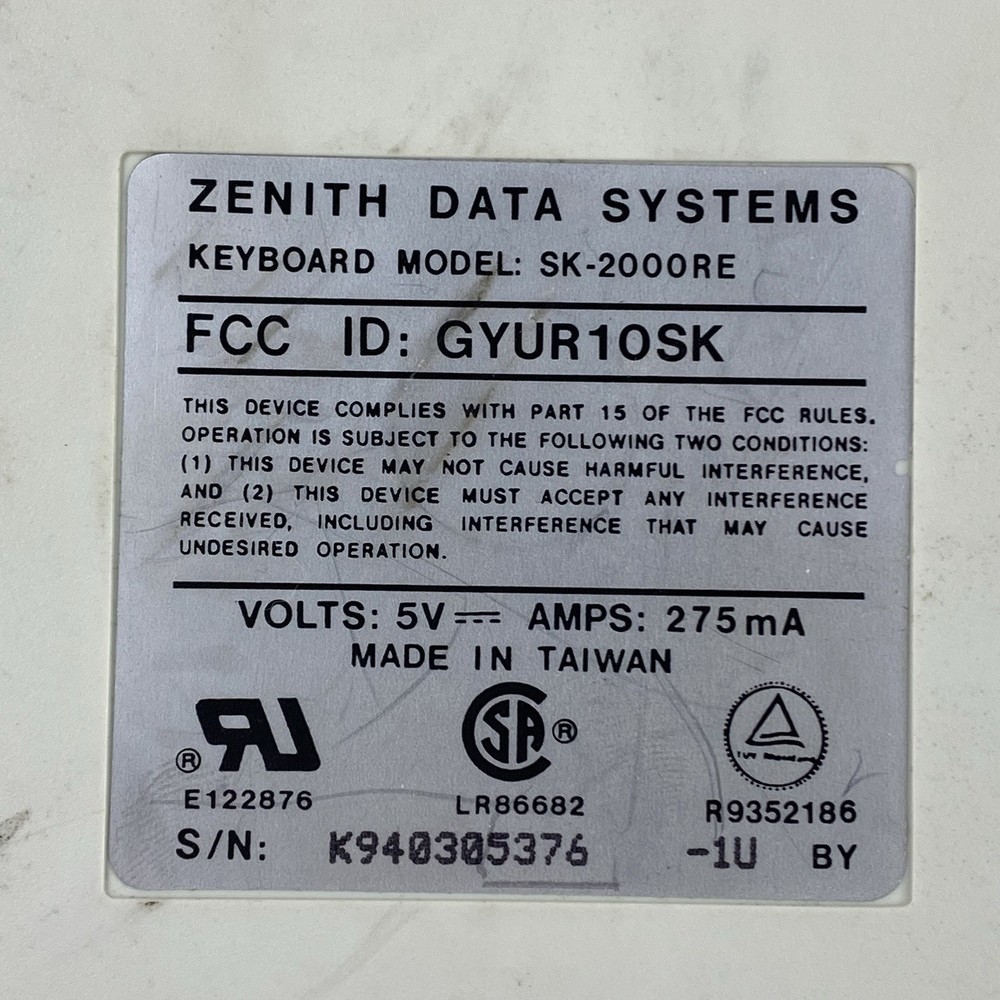 ZENITH DATA SYSTEMS
KEYBOARD MODEL: SK-2000RE
FCC ID: GYUR10SK
THIS DEVICE COMPLIES WITH PART 15 OF THE FCC RULES.
OPERATION IS SUBJECT TO THE FOLLOWING TWO CONDITIONS:
(1) THIS DEVICE MAY NOT CAUSE HARMFUL INTERFERENCE,
AND (2) THIS DEVICE MUST ACCEPT ANY INTERFERENCE
RECEIVED, INCLUDING INTERFERENCE THAT MAY CAUSE
UNDESIRED OPERATION.
VOLTS: 5V⎓ AMPS: 275mA
MADE IN TAIWAN
® RU SA ®
E122876 LR86682 R9352186
S/N: K940305376 -1U BY